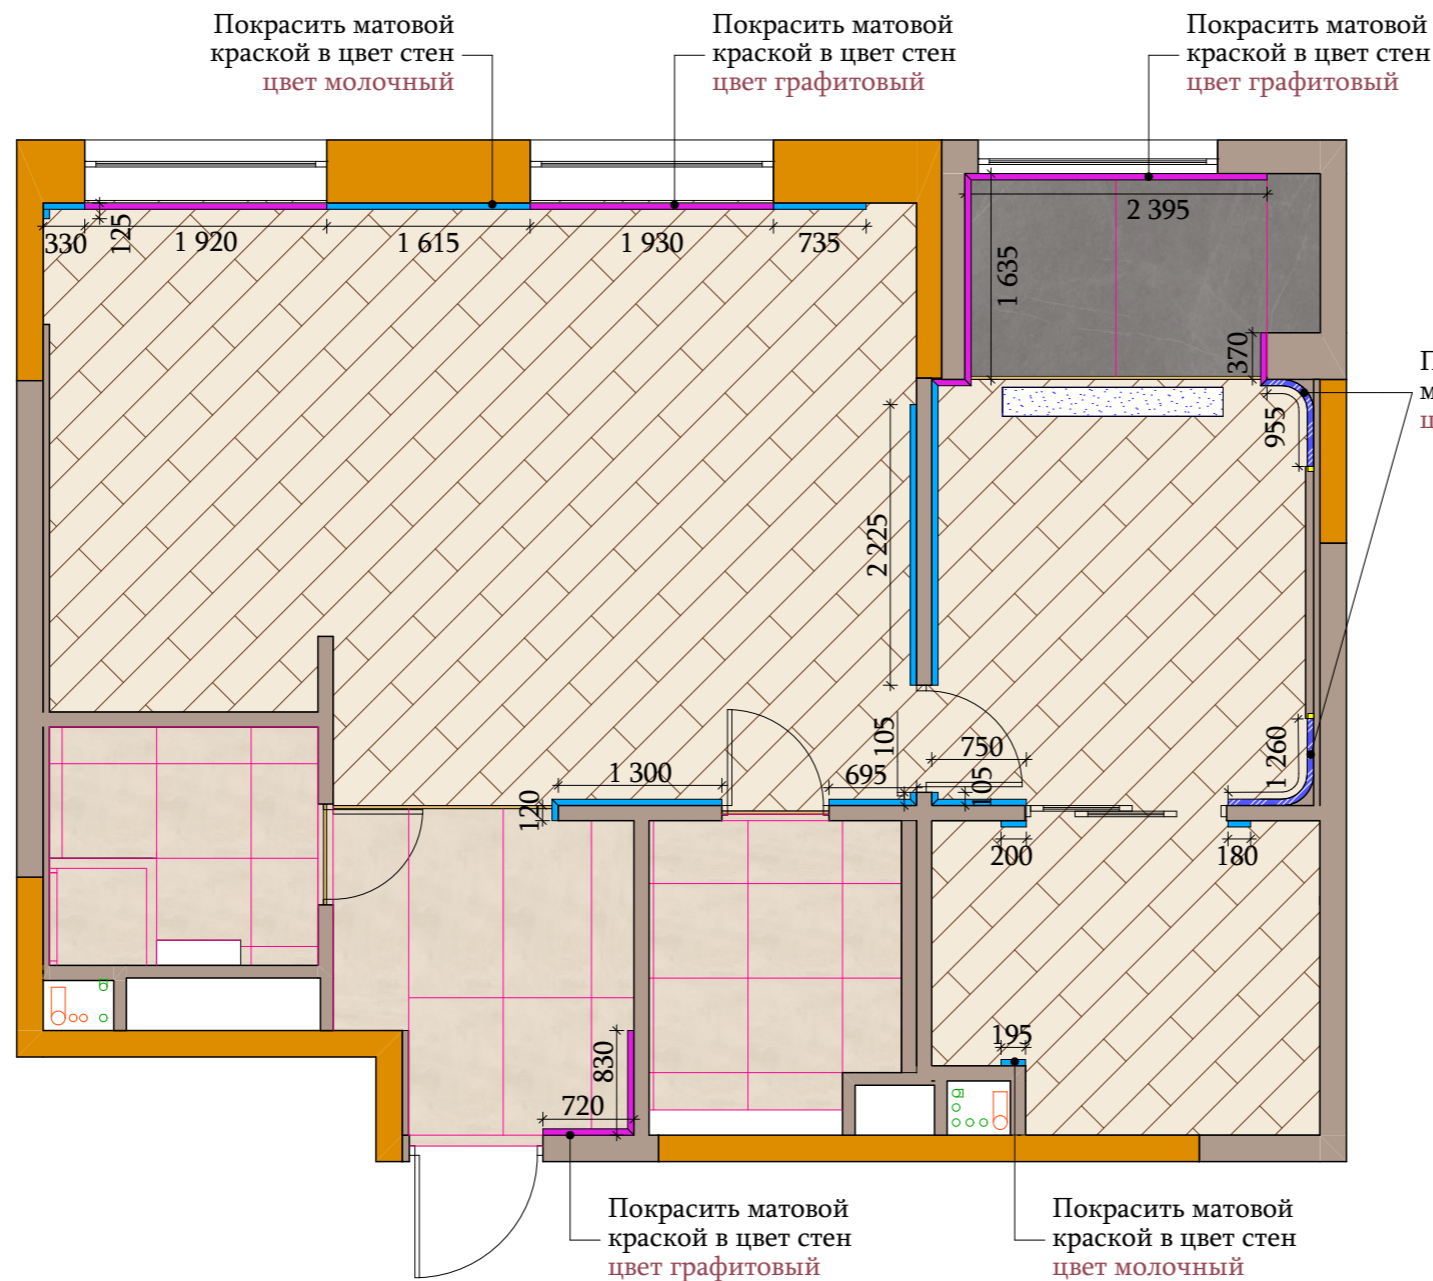 Покрасить матовой
краской в цвет стен
цвет молочный
Покрасить матовой
краской в цвет стен
цвет графитовый
Покрасить матовой
краской в цвет стен
цвет графитовый
330
125
1 920
1 615
1 930
735
2 395
1 635
370
955
2 225
105
750
1 260
1 300
695
105
120
200
180
195
830
720
Покрасить матовой
краской в цвет стен
цвет графитовый
Покрасить матовой
краской в цвет стен
цвет молочный